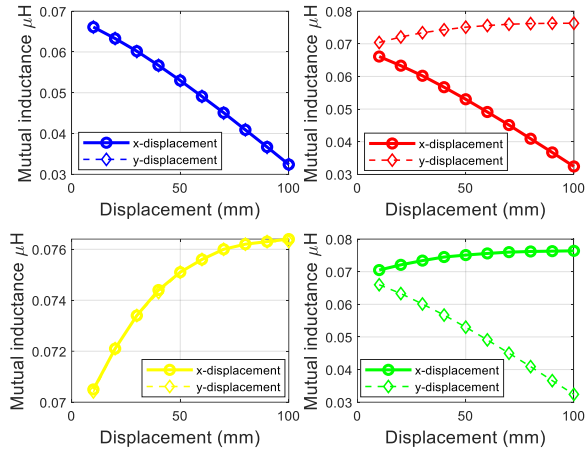 Mutual inductance μH
0.07
0.06
0.05
0.04
0.03
0
50
100
Displacement (mm)
x-displacement
y-displacement
Mutual inductance μH
0.08
0.07
0.06
0.05
0.04
0.03
0
50
100
Displacement (mm)
x-displacement
y-displacement
Mutual inductance μH
0.076
0.074
0.072
0.07
0
50
100
Displacement (mm)
x-displacement
y-displacement
Mutual inductance μH
0.08
0.07
0.06
0.05
0.04
0.03
0
50
100
Displacement (mm)
x-displacement
y-displacement